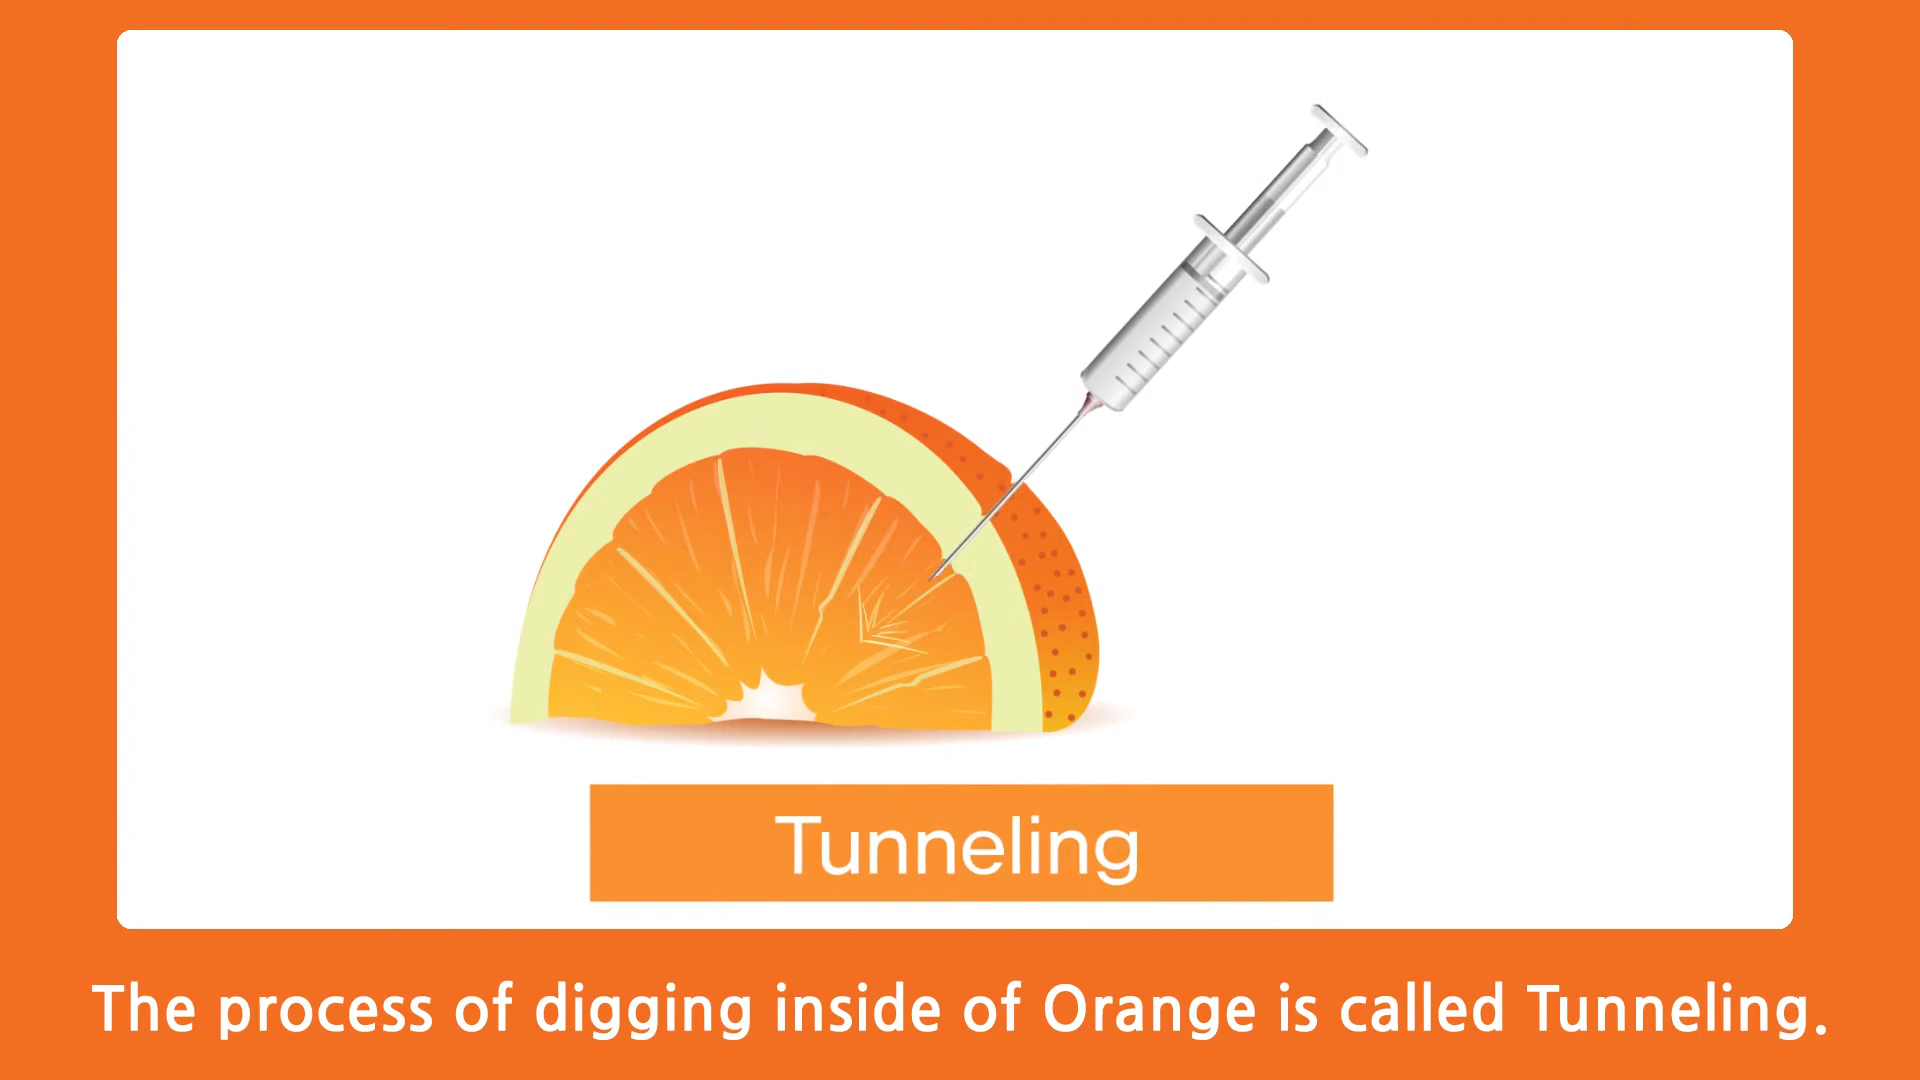 Tunneling
The process of digging inside of Orange is called Tunneling.